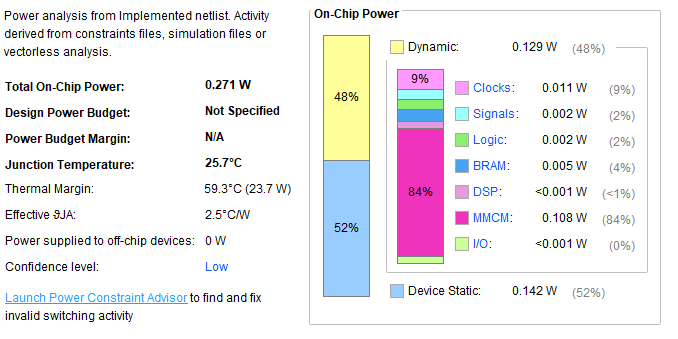 Power analysis from Implemented netlist. Activity
derived from constraints files, simulation files or
vectorless analysis.
Total On-Chip Power: 0.271 W
Design Power Budget: Not Specified
Power Budget Margin: N/A
Junction Temperature: 25.7°C
Thermal Margin: 59.3°C (23.7 W)
Effective ϑJA: 2.5°C/W
Power supplied to off-chip devices: 0 W
Confidence level: Low
Launch Power Constraint Advisor to find and fix
invalid switching activity
On-Chip Power
48%
52%
Dynamic: 0.129 W (48%)
9%
84%
Clocks: 0.011 W (9%)
Signals: 0.002 W (2%)
Logic: 0.002 W (2%)
BRAM: 0.005 W (4%)
DSP: <0.001 W (<1%)
MMCM: 0.108 W (84%)
I/O: <0.001 W (0%)
Device Static: 0.142 W (52%)